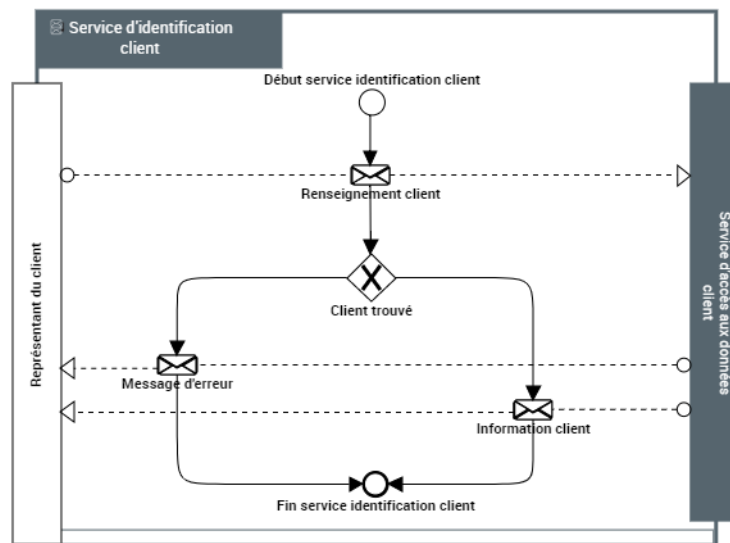 Service d'identification
client
Début service identification client
Renseignement client
Client trouvé
Message d'erreur
Information client
Fin service identification client
Représentant du client
Service d'accès aux données
client